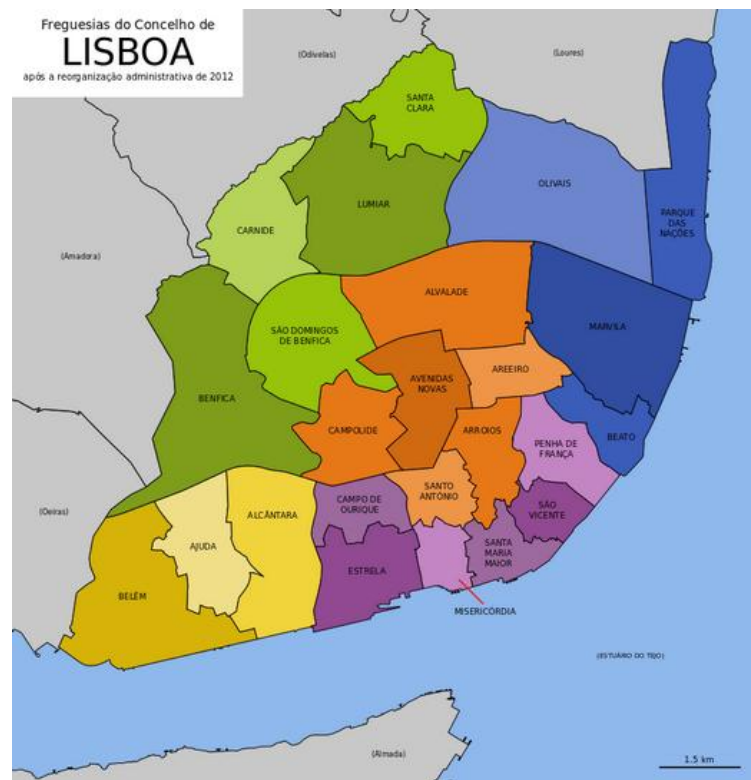 Freguesias do Concelho de
LISBOA
após a reorganização administrativa de 2012
(Odivelas)
(Loures)
SANTA
CLARA
OLIVAIS
LUMIAR
PARQUE
DAS
NAÇÕES
CARNIDE
(Amadora)
ALVALADE
MARVILA
SÃO DOMINGOS
DE BENFICA
AREEIRO
AVENIDAS
NOVAS
BENFICA
CAMPOLIDE
ARROIOS
BEATO
PENHA DE
FRANÇA
SANTO
ANTÓNIO
CAMPO DE
OURIQUE
SÃO
VICENTE
(Oeiras)
ALCÂNTARA
AJUDA
SANTA
MARIA
MAIOR
ESTRELA
BELÉM
MISERICÓRDIA
(ESTUÁRIO DO TEJO)
(Almada)
1.5 km